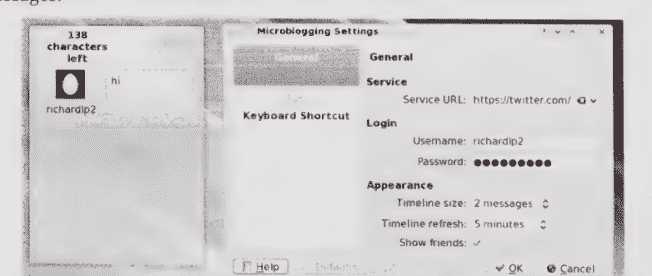 138
characters
left
hi
richardlp2
Microblogging Settings
General
General
Service
Service URL: https://twitter.com/
Keyboard Shortcut
Login
Username: richardlp2
Password: ●●●●●●●●●
Appearance
Timeline size: 2 messages
Timeline refresh: 5 minutes
Show friends: ✓
Help
OK
Cancel